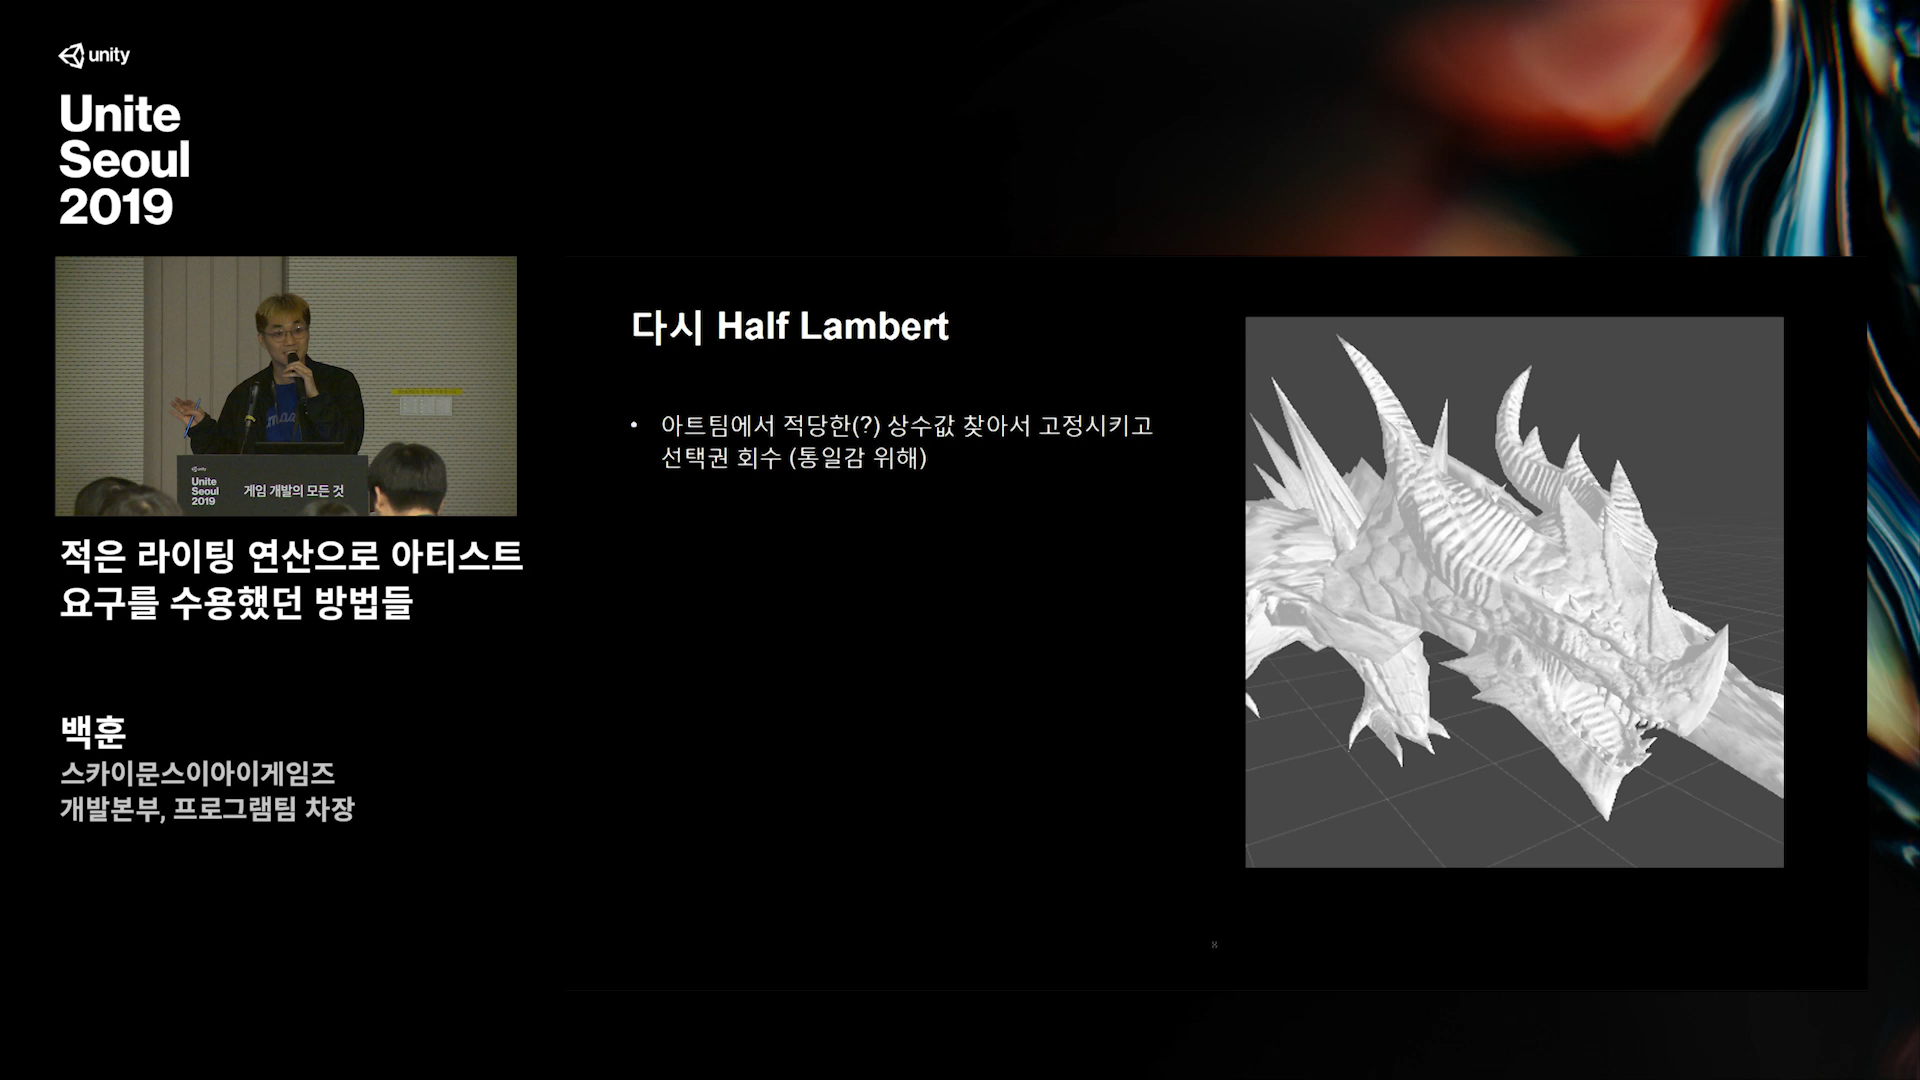 unity
Unite
Seoul
2019
unity
Unite
Seoul
2019
게임 개발의 모든 것
적은 라이팅 연산으로 아티스트
요구를 수용했던 방법들
백훈
스카이문스이아이게임즈
개발본부, 프로그램팀 차장
다시 Half Lambert
• 아트팀에서 적당한(?) 상수값 찾아서 고정시키고
선택권 회수 (통일감 위해)